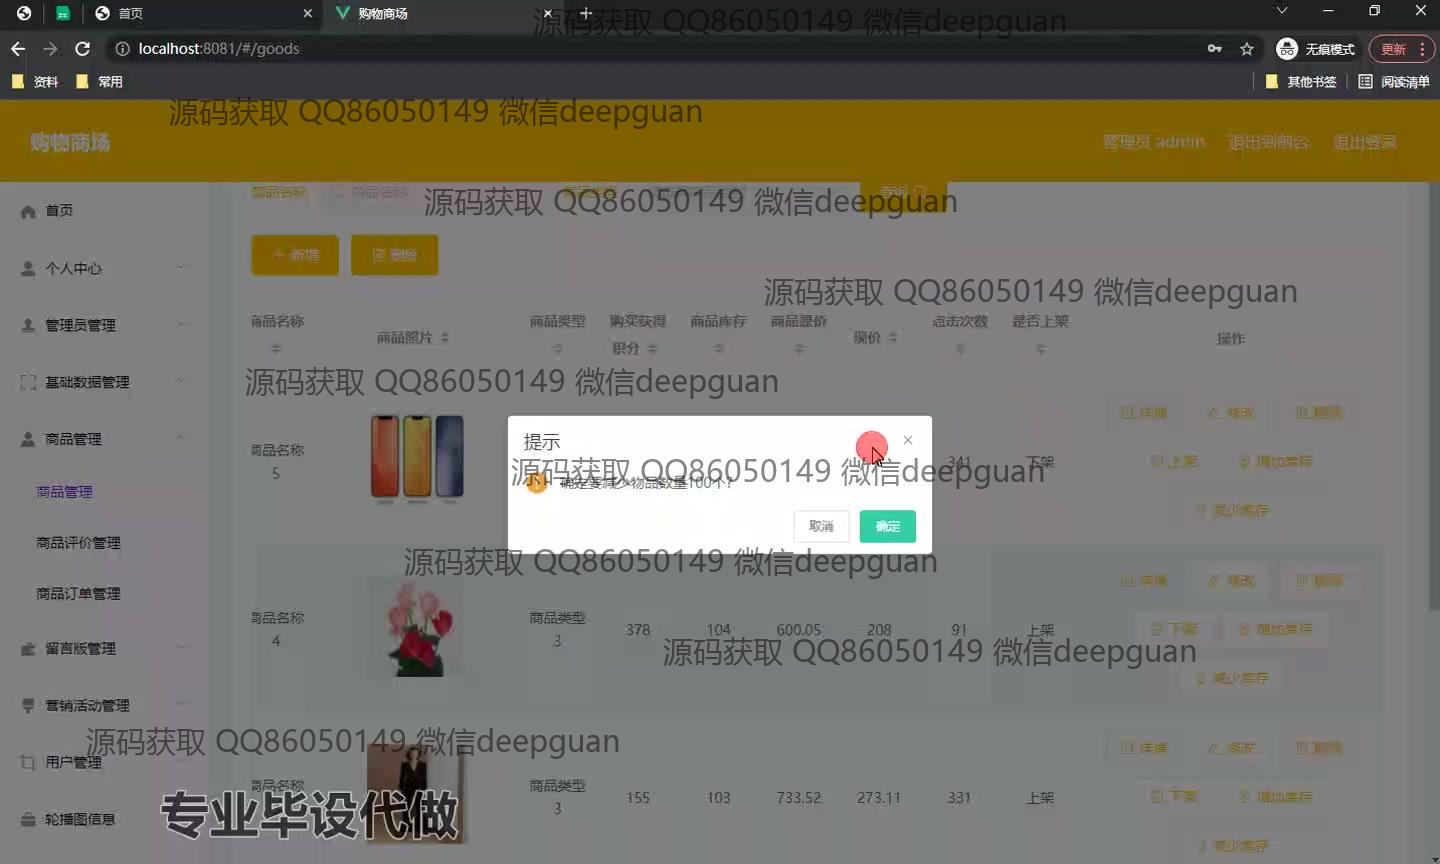 首页
购物商场
localhost:8081/#/goods
无痕模式
更新
资料
常用
其他书签
阅读清单
源码获取 QQ86050149 微信deepguan
源码获取 QQ86050149 微信deepguan
购物商场
管理员 admin
退出到前台
退出登录
商品名称
商品名称
源码获取 QQ86050149 微信deepguan
首页
新增
删除
个人中心
源码获取 QQ86050149 微信deepguan
管理员管理
商品名称
商品照片
商品类型
购买获得
积分
商品库存
商品原价
现价
点击次数
是否上架
操作
源码获取 QQ86050149 微信deepguan
基础数据管理
商品管理
商品管理
商品评价管理
商品订单管理
留言版管理
营销活动管理
用户管理
轮播图信息
商品名称
5
341
下架
详情
修改
删除
上架
增加库存
减少库存
提示
源码获取 QQ86050149 微信deepguan
确定要减少物品数量100个?
取消
确定
源码获取 QQ86050149 微信deepguan
商品名称
4
商品类型
3
378
104
600.05
208
91
上架
详情
修改
删除
下架
增加库存
减少库存
源码获取 QQ86050149 微信deepguan
源码获取 QQ86050149 微信deepguan
商品名称
商品类型
3
155
103
733.52
273.11
331
上架
详情
修改
删除
下架
增加库存
减少库存
专业毕设代做